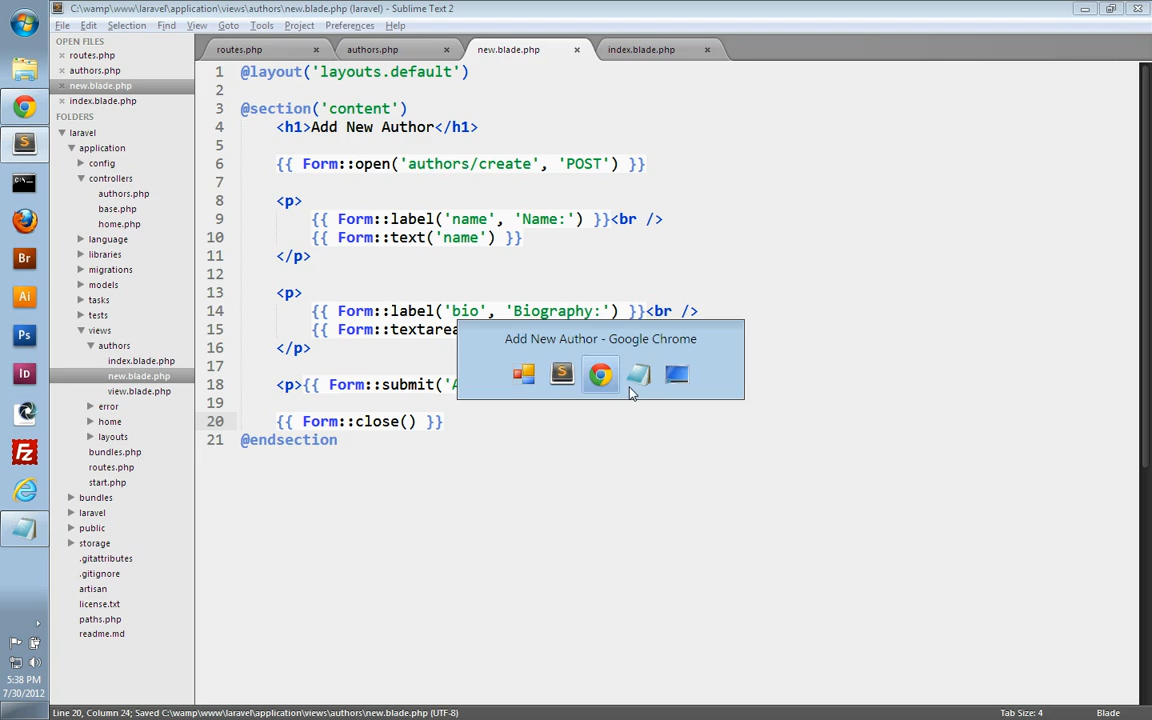 C:\wamp\www\laravel\application\views\authors\new.blade.php (laravel) - Sublime Text 2
File Edit Selection Find View Goto Tools Project Preferences Help
OPEN FILES
routes.php
authors.php
new.blade.php
index.blade.php
FOLDERS
laravel
application
config
controllers
authors.php
base.php
home.php
language
libraries
migrations
models
tasks
tests
views
authors
index.blade.php
new.blade.php
view.blade.php
error
home
layouts
bundles.php
routes.php
start.php
bundles
laravel
public
storage
.gitattributes
.gitignore
artisan
license.txt
paths.php
readme.md
routes.php authors.php new.blade.php index.blade.php
1 @layout('layouts.default')
2
3 @section('content')
4 <h1>Add New Author</h1>
5
6 {{ Form::open('authors/create', 'POST') }}
7
8 <p>
9 {{ Form::label('name', 'Name:') }}<br />
10 {{ Form::text('name') }}
11 </p>
12
13 <p>
14 {{ Form::label('bio', 'Biography:') }}<br />
15 {{ Form::textarea
16 </p>
17
18 <p>{{ Form::submit('A
19
20 {{ Form::close() }}
21 @endsection
Add New Author - Google Chrome
S
Br
Ai
Ps
Id
Fz
5:38 PM
7/30/2012
Line 20, Column 24; Saved C:\wamp\www\laravel\application\views\authors\new.blade.php (UTF-8)
Tab Size: 4
Blade